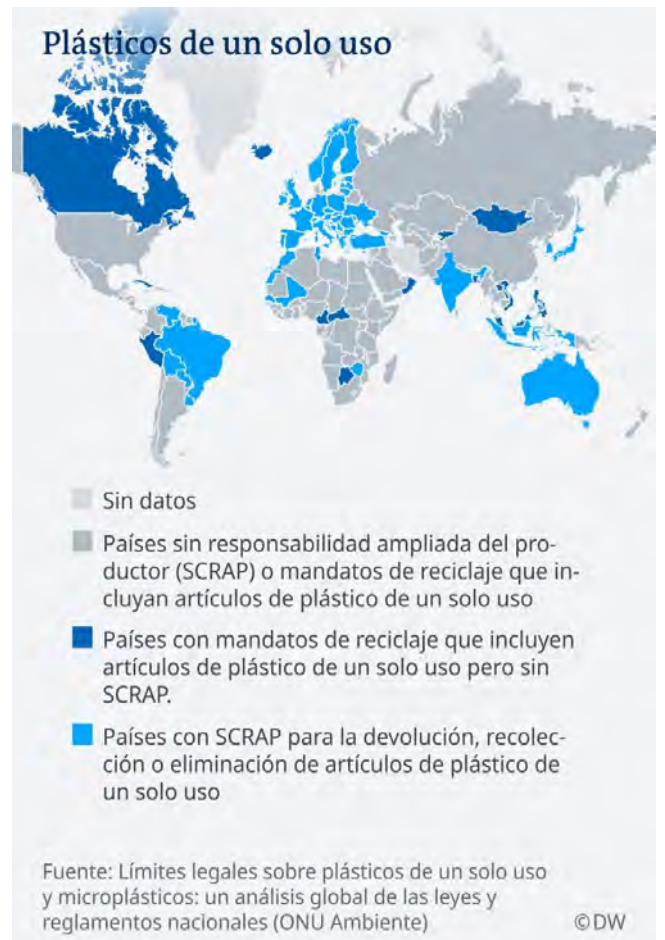 Plásticos de un solo uso
Sin datos
Países sin responsabilidad ampliada del pro-
ductor (SCRAP) o mandatos de reciclaje que in-
cluyan artículos de plástico de un solo uso
Países con mandatos de reciclaje que incluyen
artículos de plástico de un solo uso pero sin
SCRAP.
Países con SCRAP para la devolución, recolec-
ción o eliminación de artículos de plástico de
un solo uso
Fuente: Límites legales sobre plásticos de un solo uso
y microplásticos: un análisis global de las leyes y
reglamentos nacionales (ONU Ambiente) ©DW